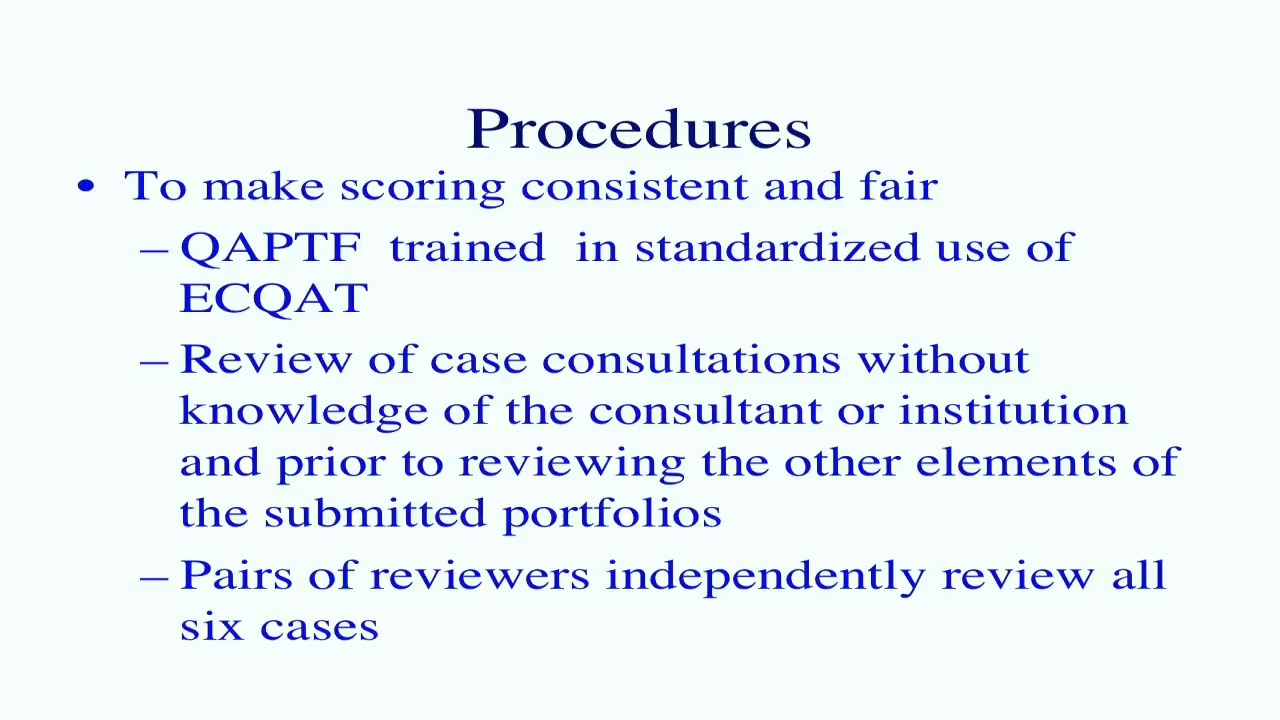 Procedures
• To make scoring consistent and fair
– QAPTF trained in standardized use of
ECQAT
– Review of case consultations without
knowledge of the consultant or institution
and prior to reviewing the other elements of
the submitted portfolios
– Pairs of reviewers independently review all
six cases